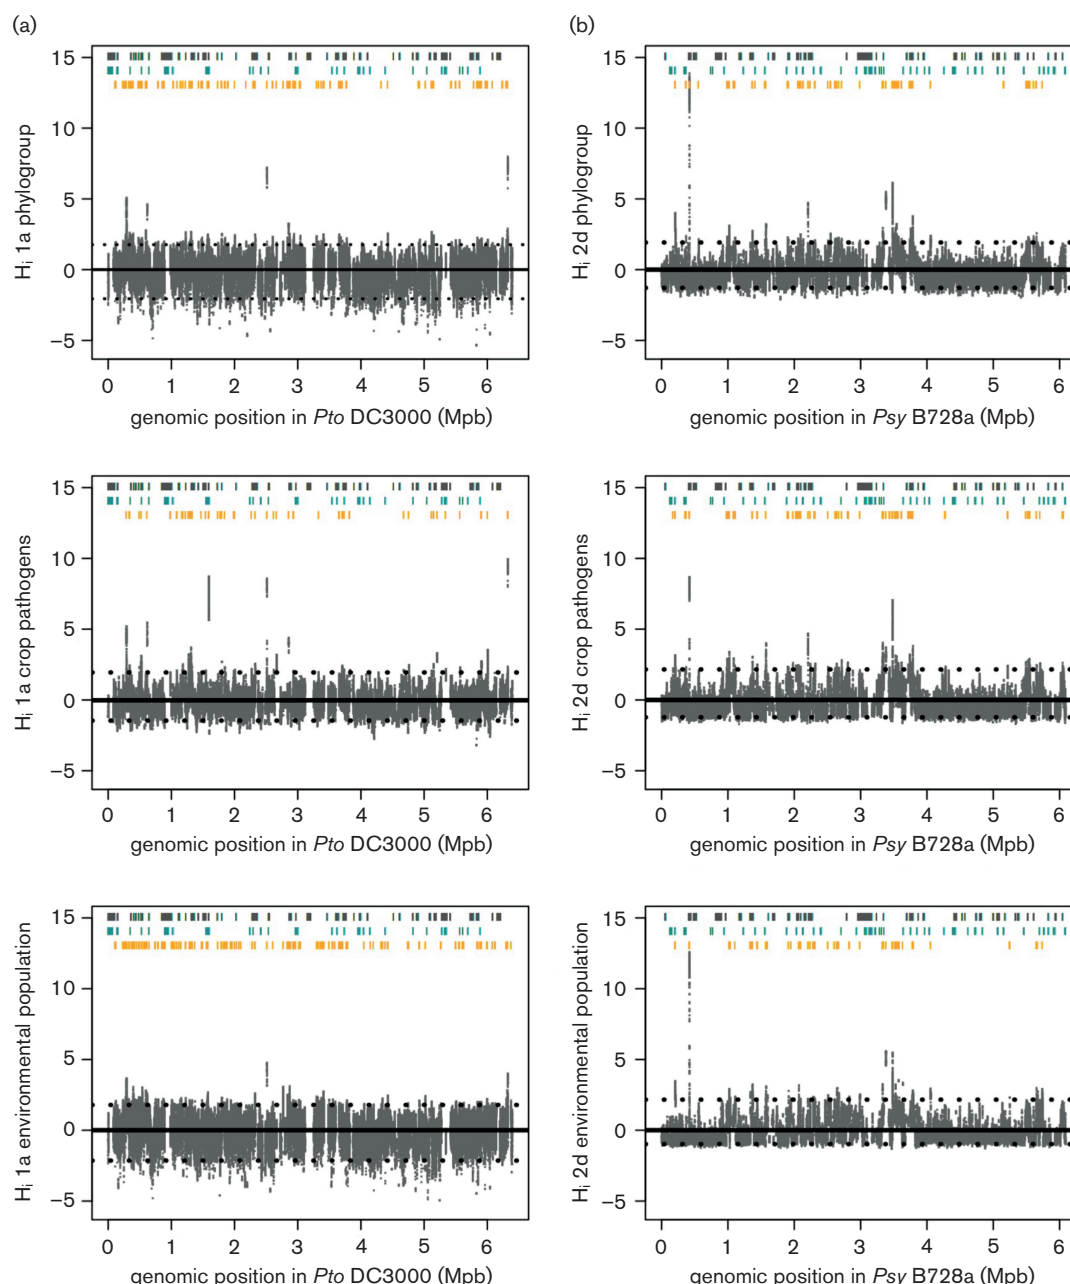 (a)
(b)
15
10
5
0
−5
Hi 1a phylogroup
0 1 2 3 4 5 6
genomic position in Pto DC3000 (Mpb)
15
10
5
0
−5
Hi 2d phylogroup
0 1 2 3 4 5 6
genomic position in Psy B728a (Mpb)
15
10
5
0
−5
Hi 1a crop pathogens
0 1 2 3 4 5 6
genomic position in Pto DC3000 (Mpb)
15
10
5
0
−5
Hi 2d crop pathogens
0 1 2 3 4 5 6
genomic position in Psy B728a (Mpb)
15
10
5
0
−5
Hi 1a environmental population
0 1 2 3 4 5 6
genomic position in Pto DC3000 (Mpb)
15
10
5
0
−5
Hi 2d environmental population
0 1 2 3 4 5 6
genomic position in Psy B728a (Mpb)